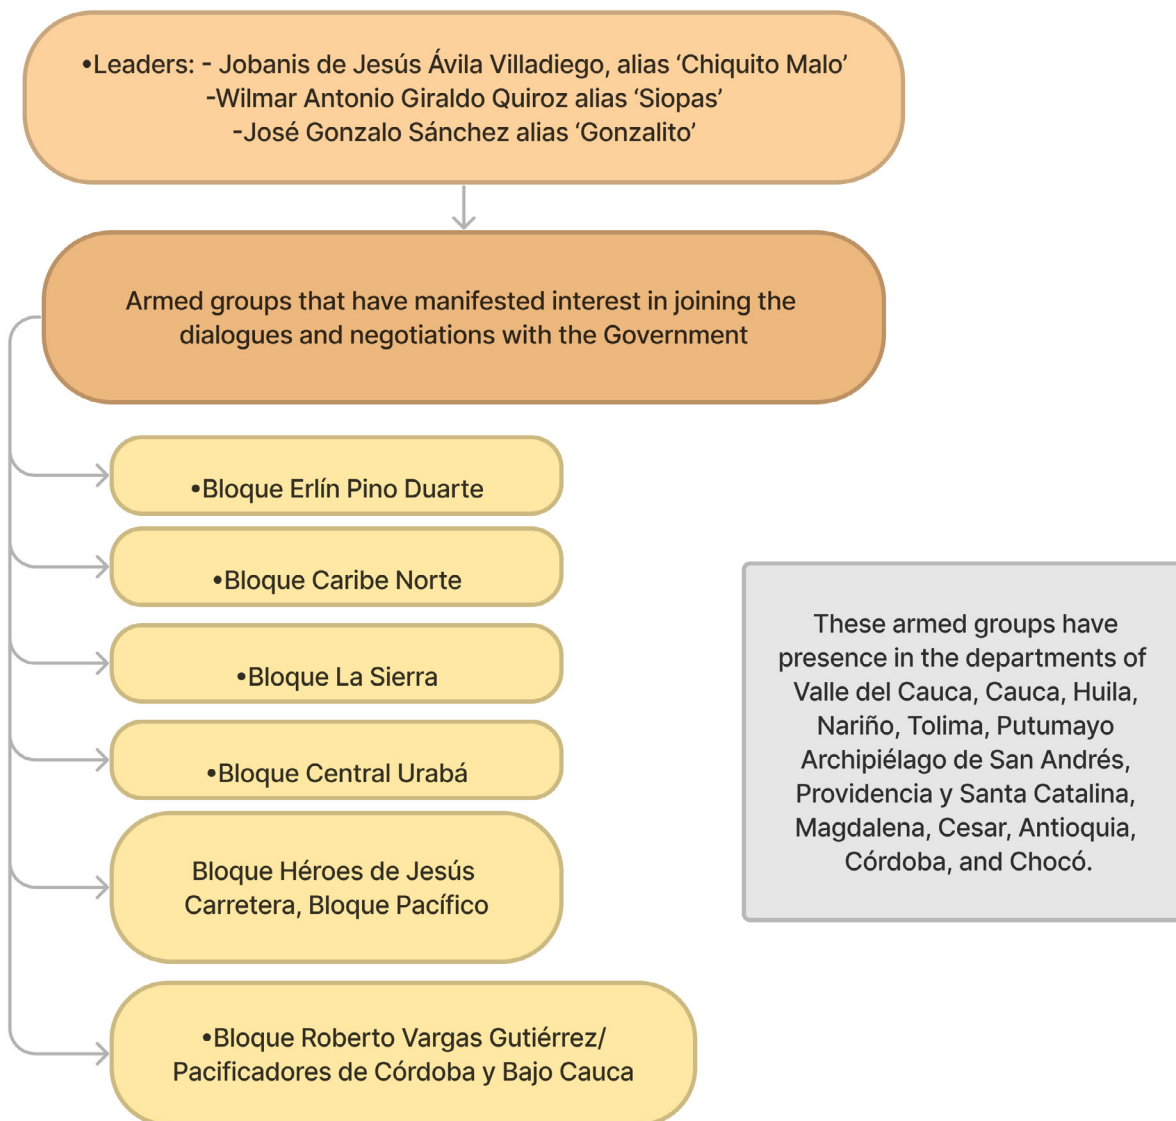 •Leaders: - Jobanis de Jesús Ávila Villadiego, alias ‘Chiquito Malo’
-Wilmar Antonio Giraldo Quiroz alias ‘Siopas’
-José Gonzalo Sánchez alias ‘Gonzalito’
Armed groups that have manifested interest in joining the
dialogues and negotiations with the Government
•Bloque Erlín Pino Duarte
•Bloque Caribe Norte
•Bloque La Sierra
•Bloque Central Urabá
Bloque Héroes de Jesús
Carretera, Bloque Pacífico
•Bloque Roberto Vargas Gutiérrez/
Pacificadores de Córdoba y Bajo Cauca
These armed groups have
presence in the departments of
Valle del Cauca, Cauca, Huila,
Nariño, Tolima, Putumayo
Archipiélago de San Andrés,
Providencia y Santa Catalina,
Magdalena, Cesar, Antioquia,
Córdoba, and Chocó.